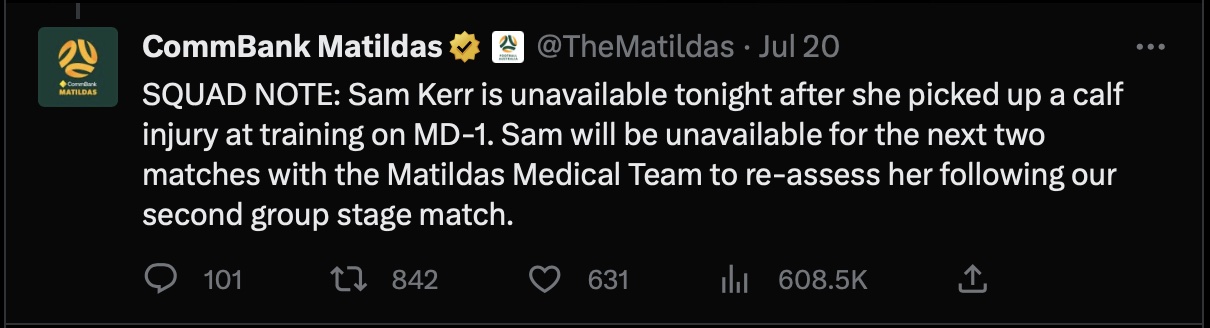 CommBank Matildas @TheMatildas · Jul 20
CommBank
MATILDAS
SQUAD NOTE: Sam Kerr is unavailable tonight after she picked up a calf
injury at training on MD-1. Sam will be unavailable for the next two
matches with the Matildas Medical Team to re-assess her following our
second group stage match.
101 842 631 608.5K